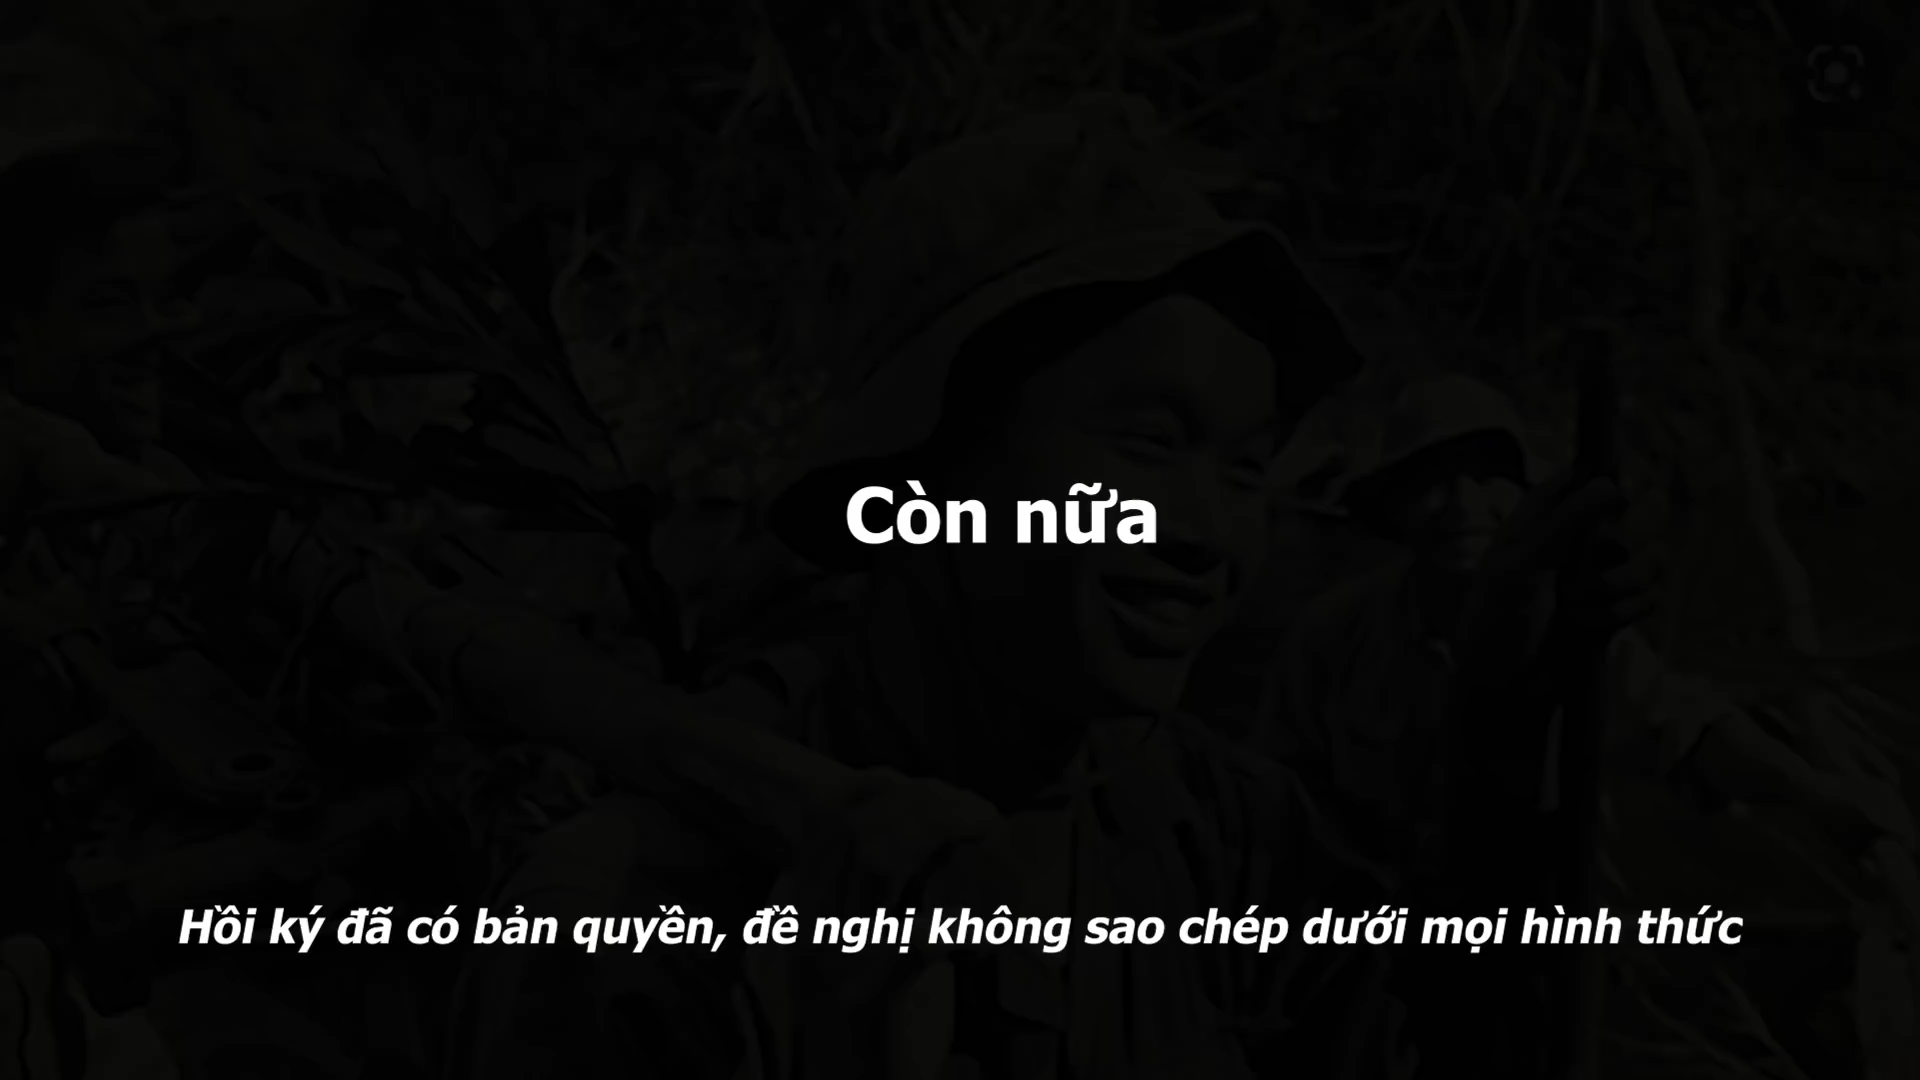 Còn nữa
Hồi ký đã có bản quyền, đề nghị không sao chép dưới mọi hình thức